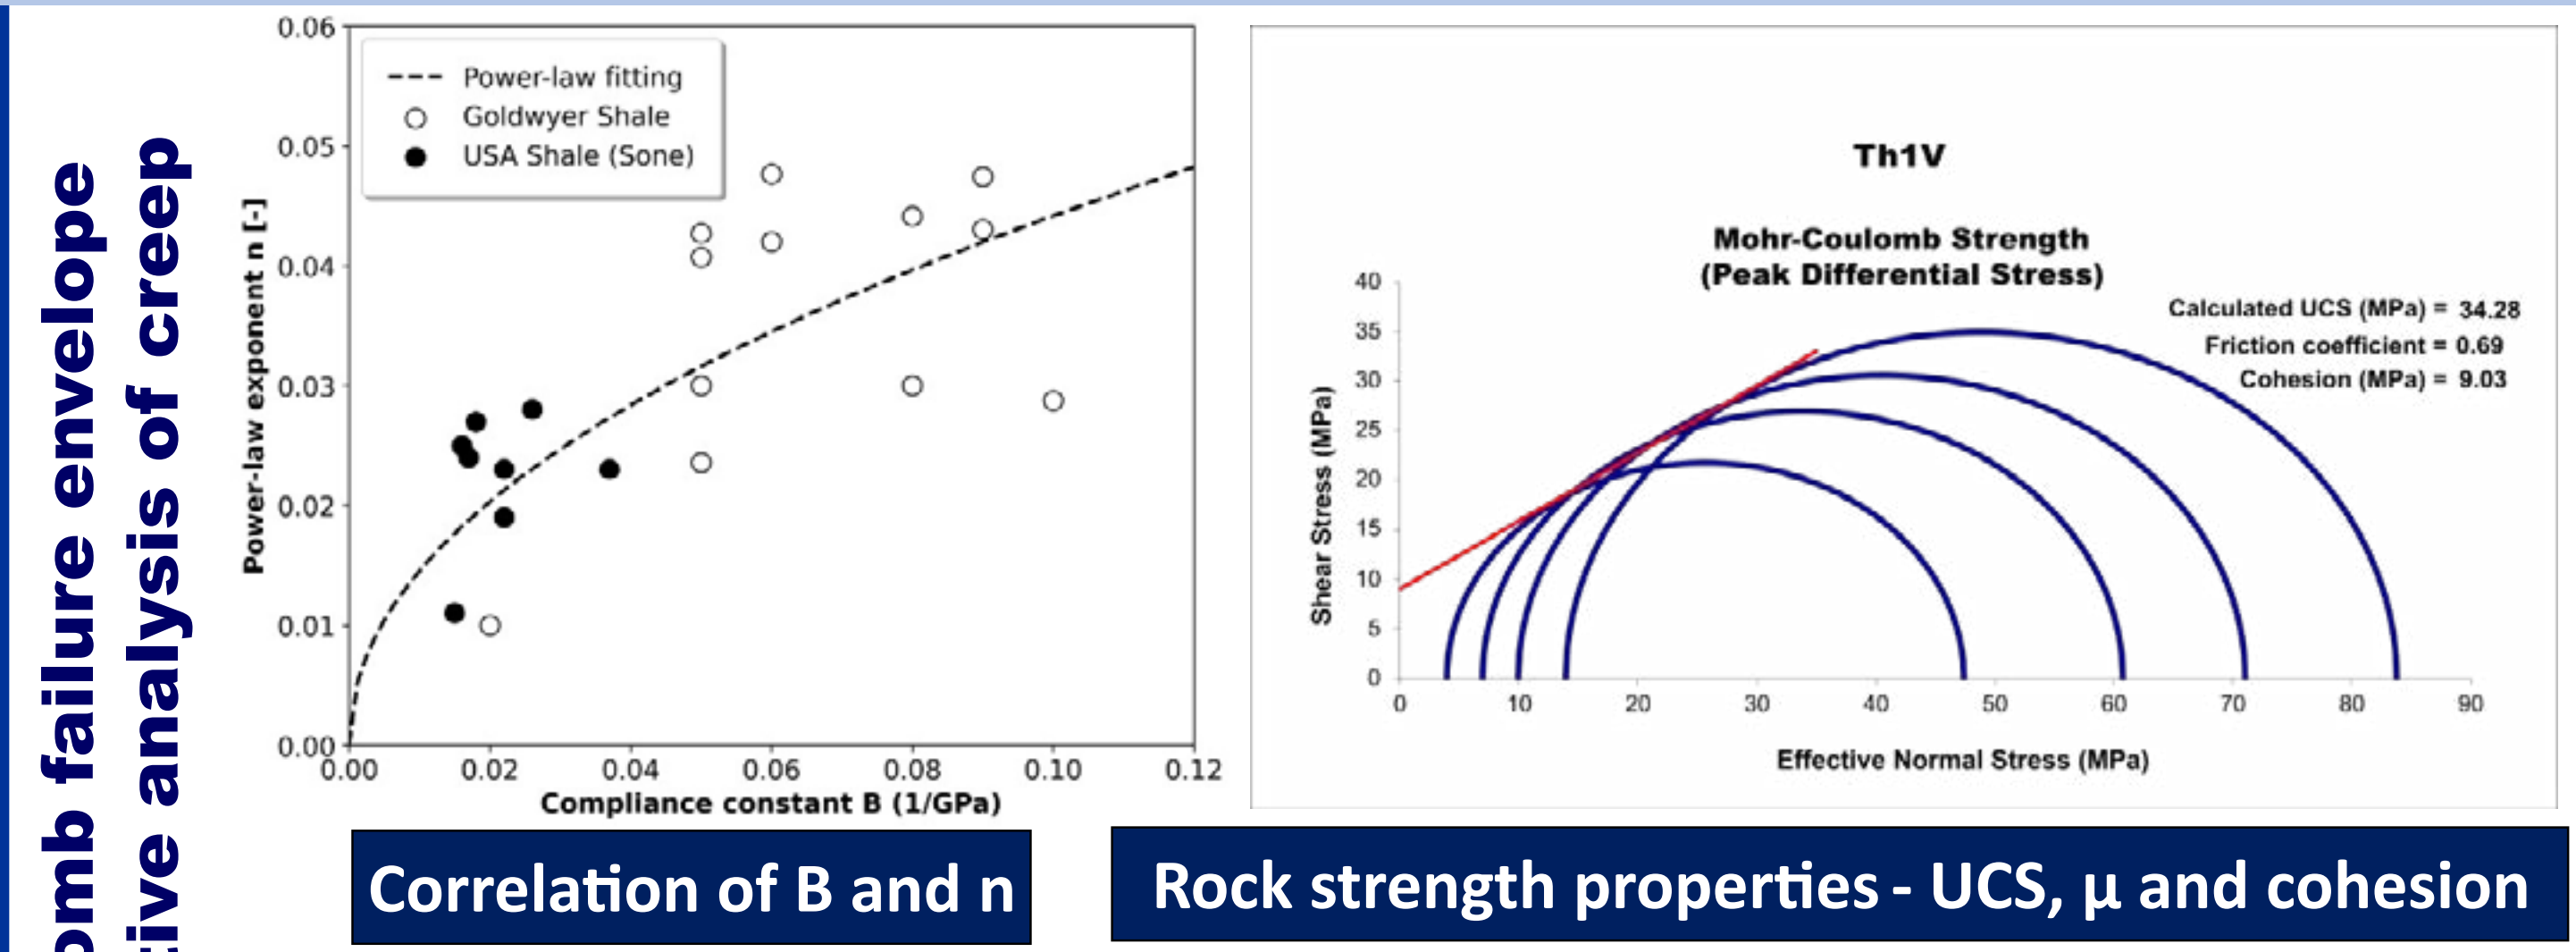 omb failure envelope
tive analysis of creep
0.06
0.05
0.04
0.03
0.02
0.01
0.00
Power-law exponent n [-]
Power-law fitting
Goldwyer Shale
USA Shale (Sone)
0.00 0.02 0.04 0.06 0.08 0.10 0.12
Compliance constant B (1/GPa)
Correlation of B and n
Th1V
Mohr-Coulomb Strength
(Peak Differential Stress)
Calculated UCS (MPa) = 34.28
Friction coefficient = 0.69
Cohesion (MPa) = 9.03
40
35
30
25
20
15
10
5
0
Shear Stress (MPa)
0 10 20 30 40 50 60 70 80 90
Effective Normal Stress (MPa)
Rock strength properties - UCS, μ and cohesion